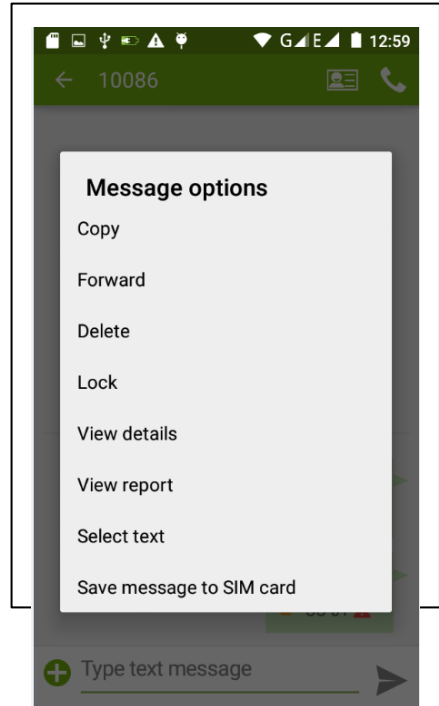 G E 12:59
10086
Message options
Copy
Forward
Delete
Lock
View details
View report
Select text
Save message to SIM card
Type text message